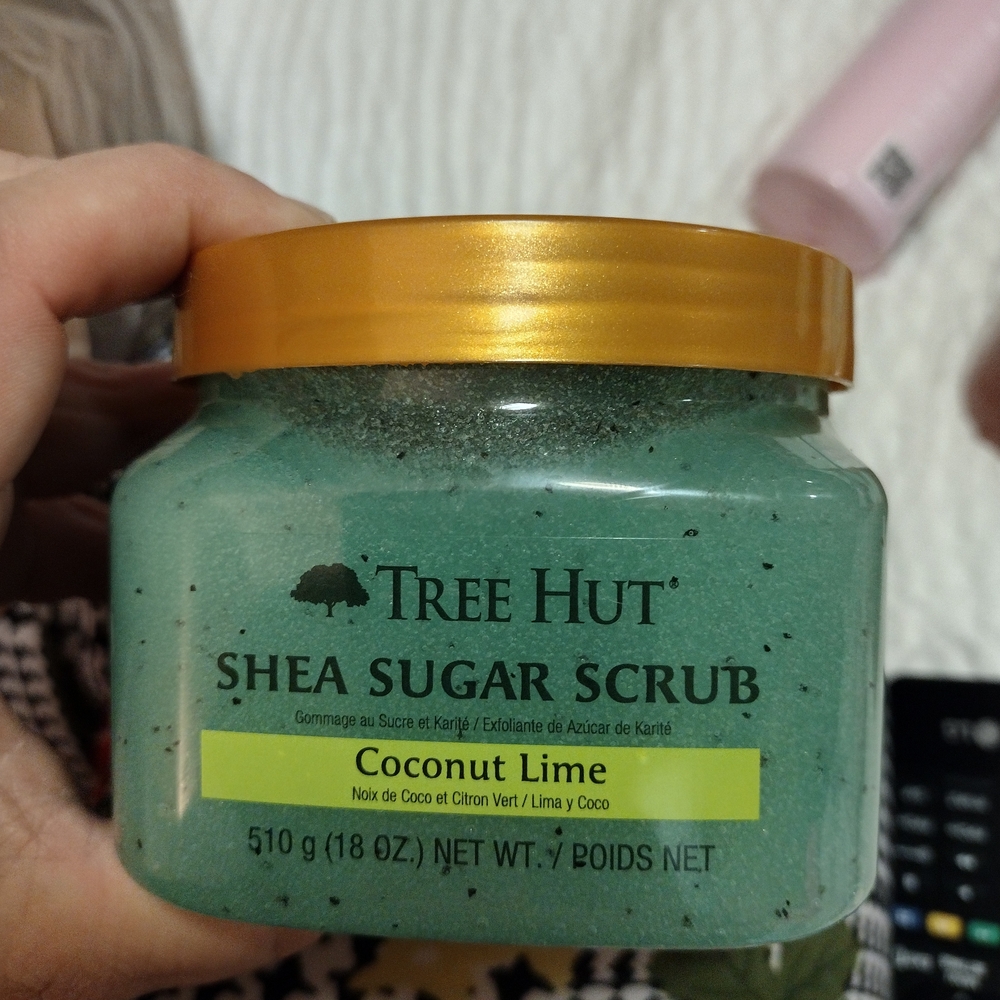 TREE HUT®
SHEA SUGAR SCRUB
Gommage au Sucre et Karité / Exfoliante de Azúcar de Karité
Coconut Lime
Noix de Coco et Citron Vert / Lima y Coco
510 g (18 OZ.) NET WT. / POIDS NET